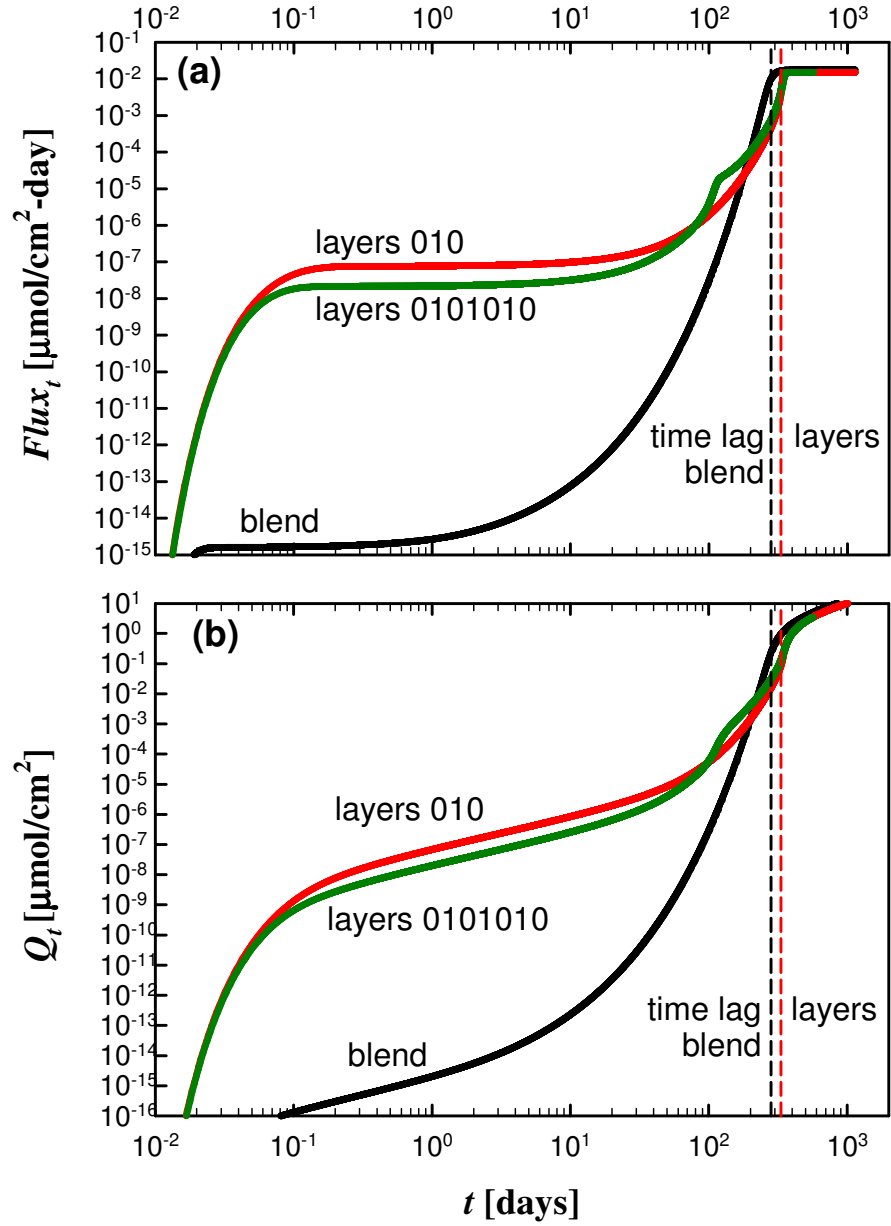 10⁻² 10⁻¹ 10⁰ 10¹ 10² 10³
(a)
Flux_t [µmol/cm²-day]
10⁻¹
10⁻²
10⁻³
10⁻⁴
10⁻⁵
10⁻⁶
10⁻⁷
10⁻⁸
10⁻⁹
10⁻¹⁰
10⁻¹¹
10⁻¹²
10⁻¹³
10⁻¹⁴
10⁻¹⁵
layers 010
layers 0101010
time lag
blend
layers
blend
(b)
Q_t [µmol/cm²]
10¹
10⁰
10⁻¹
10⁻²
10⁻³
10⁻⁴
10⁻⁵
10⁻⁶
10⁻⁷
10⁻⁸
10⁻⁹
10⁻¹⁰
10⁻¹¹
10⁻¹²
10⁻¹³
10⁻¹⁴
10⁻¹⁵
10⁻¹⁶
layers 010
layers 0101010
time lag
blend
layers
blend
10⁻² 10⁻¹ 10⁰ 10¹ 10² 10³
t [days]